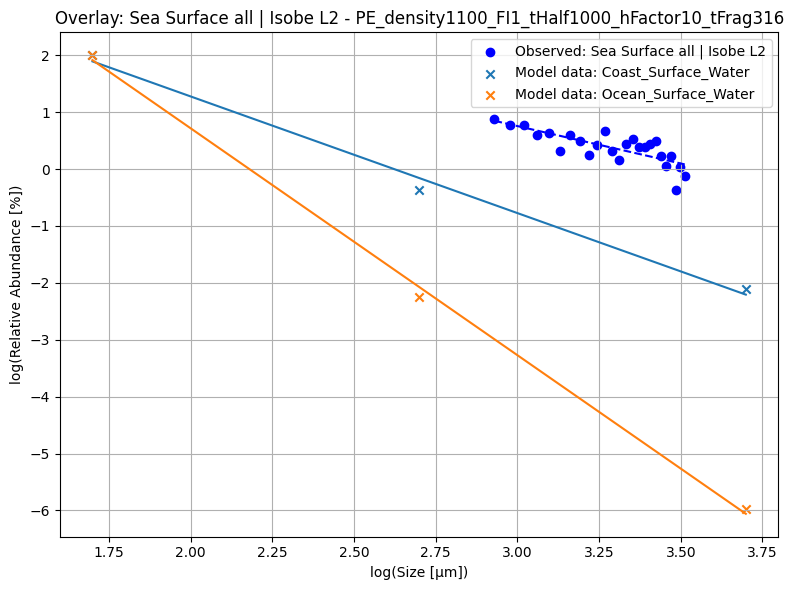 Overlay: Sea Surface all | Isobe L2 - PE_density1100_FI1_tHalf1000_hFactor10_tFrag316
Observed: Sea Surface all | Isobe L2
Model data: Coast_Surface_Water
Model data: Ocean_Surface_Water
log(Relative Abundance [%])
2
1
0
−1
−2
−3
−4
−5
−6
1.75 2.00 2.25 2.50 2.75 3.00 3.25 3.50 3.75
log(Size [μm])